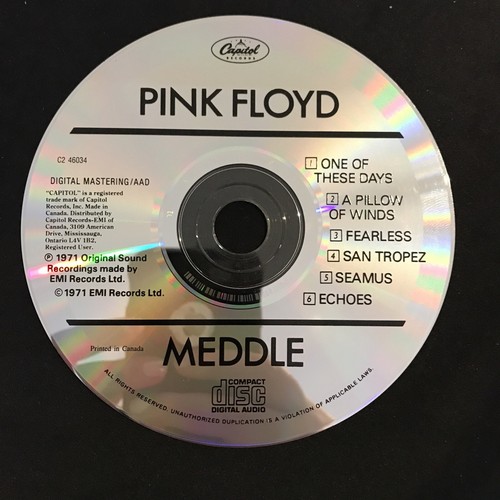 Capitol
RECORDS
PINK FLOYD
C2 46034
DIGITAL MASTERING/AAD
"CAPITOL" is a registered
trade mark of Capitol
Records, Inc. Made in
Canada. Distributed by
Capitol Records-EMI of
Canada, 3109 American
Drive, Mississauga,
Ontario L4V 1B2,
Registered User.
Ⓟ 1971 Original Sound
Recordings made by
EMI Records Ltd.
©1971 EMI Records Ltd.
1 ONE OF
THESE DAYS
2 A PILLOW
OF WINDS
3 FEARLESS
4 SAN TROPEZ
5 SEAMUS
6 ECHOES
Printed in Canada
MEDDLE
COMPACT
disc
DIGITAL AUDIO
ALL RIGHTS RESERVED. UNAUTHORIZED DUPLICATION IS A VIOLATION OF APPLICABLE LAWS.